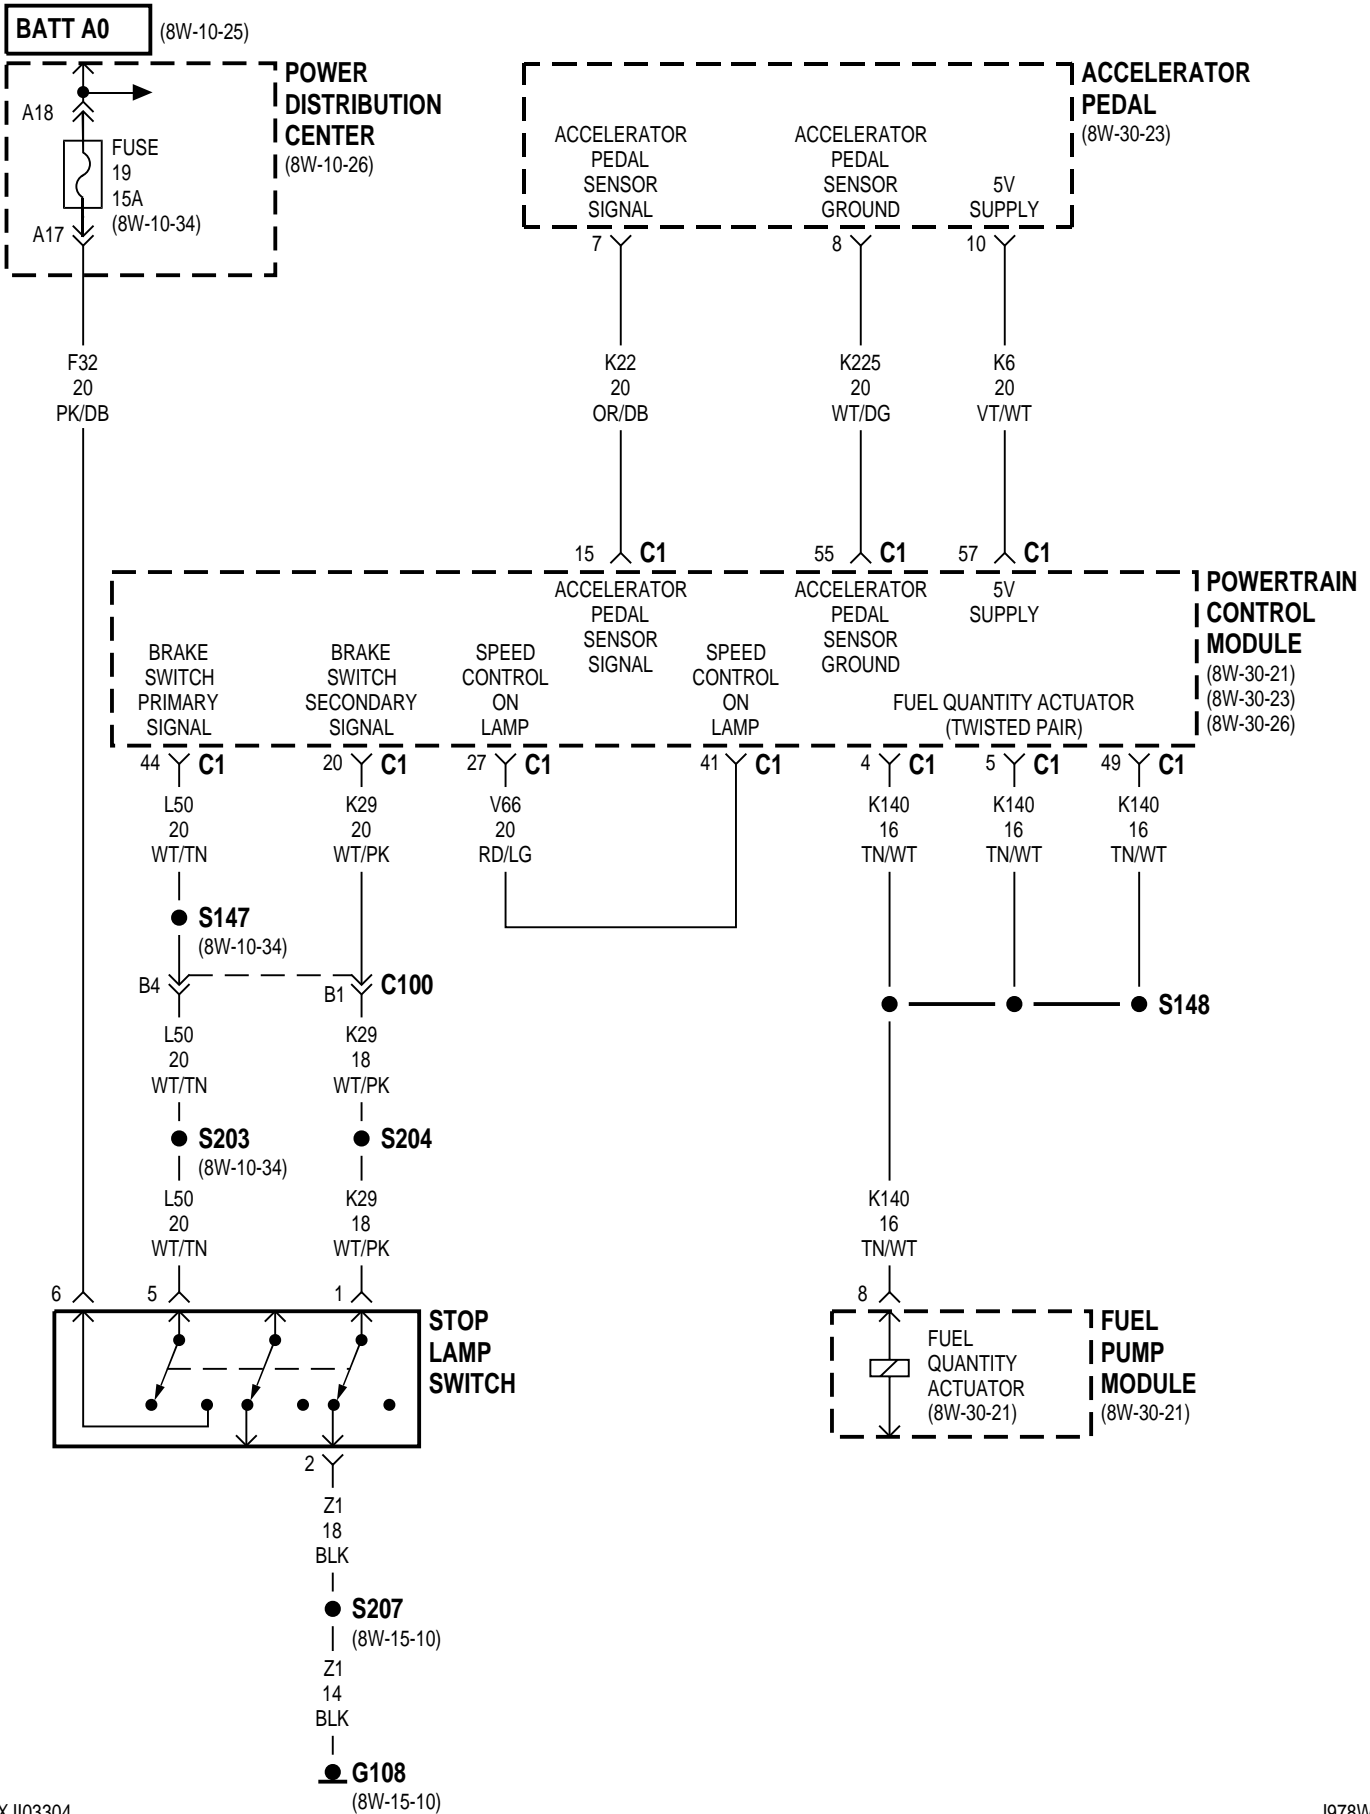 BATT A0 (8W-10-25)
POWER
DISTRIBUTION
CENTER
(8W-10-26)
A18
FUSE
19
15A
(8W-10-34)
A17
F32
20
PK/DB
ACCELERATOR
PEDAL
(8W-30-23)
ACCELERATOR
PEDAL
SENSOR
SIGNAL
ACCELERATOR
PEDAL
SENSOR
GROUND
5V
SUPPLY
7
8
10
K22
20
OR/DB
K225
20
WT/DG
K6
20
VT/WT
15 C1
55 C1
57 C1
ACCELERATOR
PEDAL
SENSOR
SIGNAL
ACCELERATOR
PEDAL
SENSOR
GROUND
5V
SUPPLY
POWERTRAIN
CONTROL
MODULE
(8W-30-21)
(8W-30-23)
(8W-30-26)
BRAKE
SWITCH
PRIMARY
SIGNAL
BRAKE
SWITCH
SECONDARY
SIGNAL
SPEED
CONTROL
ON
LAMP
SPEED
CONTROL
ON
LAMP
FUEL QUANTITY ACTUATOR
(TWISTED PAIR)
44 C1
20 C1
27 C1
41 C1
4 C1
5 C1
49 C1
L50
20
WT/TN
K29
20
WT/PK
V66
20
RD/LG
K140
16
TN/WT
K140
16
TN/WT
K140
16
TN/WT
S147
(8W-10-34)
B4
B1 C100
S148
L50
20
WT/TN
K29
18
WT/PK
S203
(8W-10-34)
S204
L50
20
WT/TN
K29
18
WT/PK
K140
16
TN/WT
6
5
1
8
STOP
LAMP
SWITCH
FUEL
QUANTITY
ACTUATOR
(8W-30-21)
FUEL
PUMP
MODULE
(8W-30-21)
2
Z1
18
BLK
S207
(8W-15-10)
Z1
14
BLK
G108
(8W-15-10)